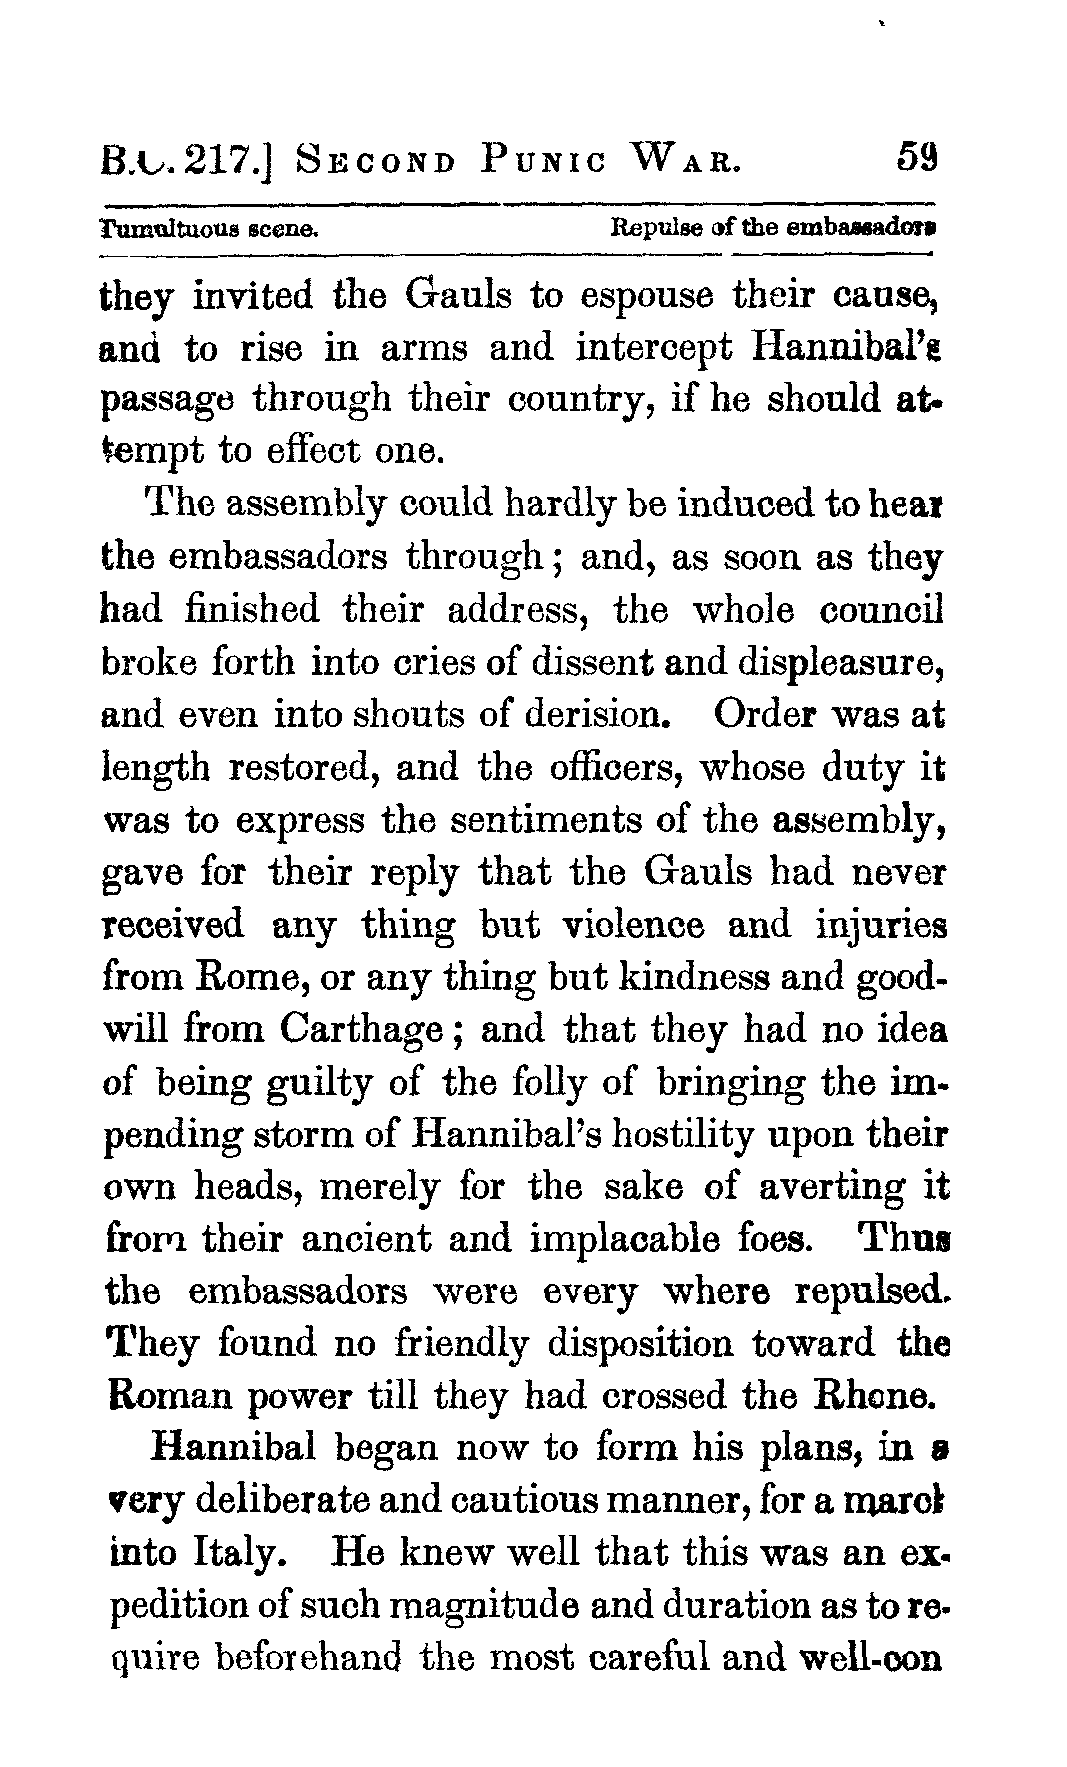 B.C. 217.] Second Punic War. 59
Tumultuous scene. Repulse of the embassadors
they invited the Gauls to espouse their cause,
and to rise in arms and intercept Hannibal's
passage through their country, if he should at-
tempt to effect one.
The assembly could hardly be induced to hear
the embassadors through; and, as soon as they
had finished their address, the whole council
broke forth into cries of dissent and displeasure,
and even into shouts of derision. Order was at
length restored, and the officers, whose duty it
was to express the sentiments of the assembly,
gave for their reply that the Gauls had never
received any thing but violence and injuries
from Rome, or any thing but kindness and good-
will from Carthage; and that they had no idea
of being guilty of the folly of bringing the im-
pending storm of Hannibal's hostility upon their
own heads, merely for the sake of averting it
from their ancient and implacable foes. Thus
the embassadors were every where repulsed.
They found no friendly disposition toward the
Roman power till they had crossed the Rhone.
Hannibal began now to form his plans, in a
very deliberate and cautious manner, for a march
into Italy. He knew well that this was an ex-
pedition of such magnitude and duration as to re-
quire beforehand the most careful and well-con